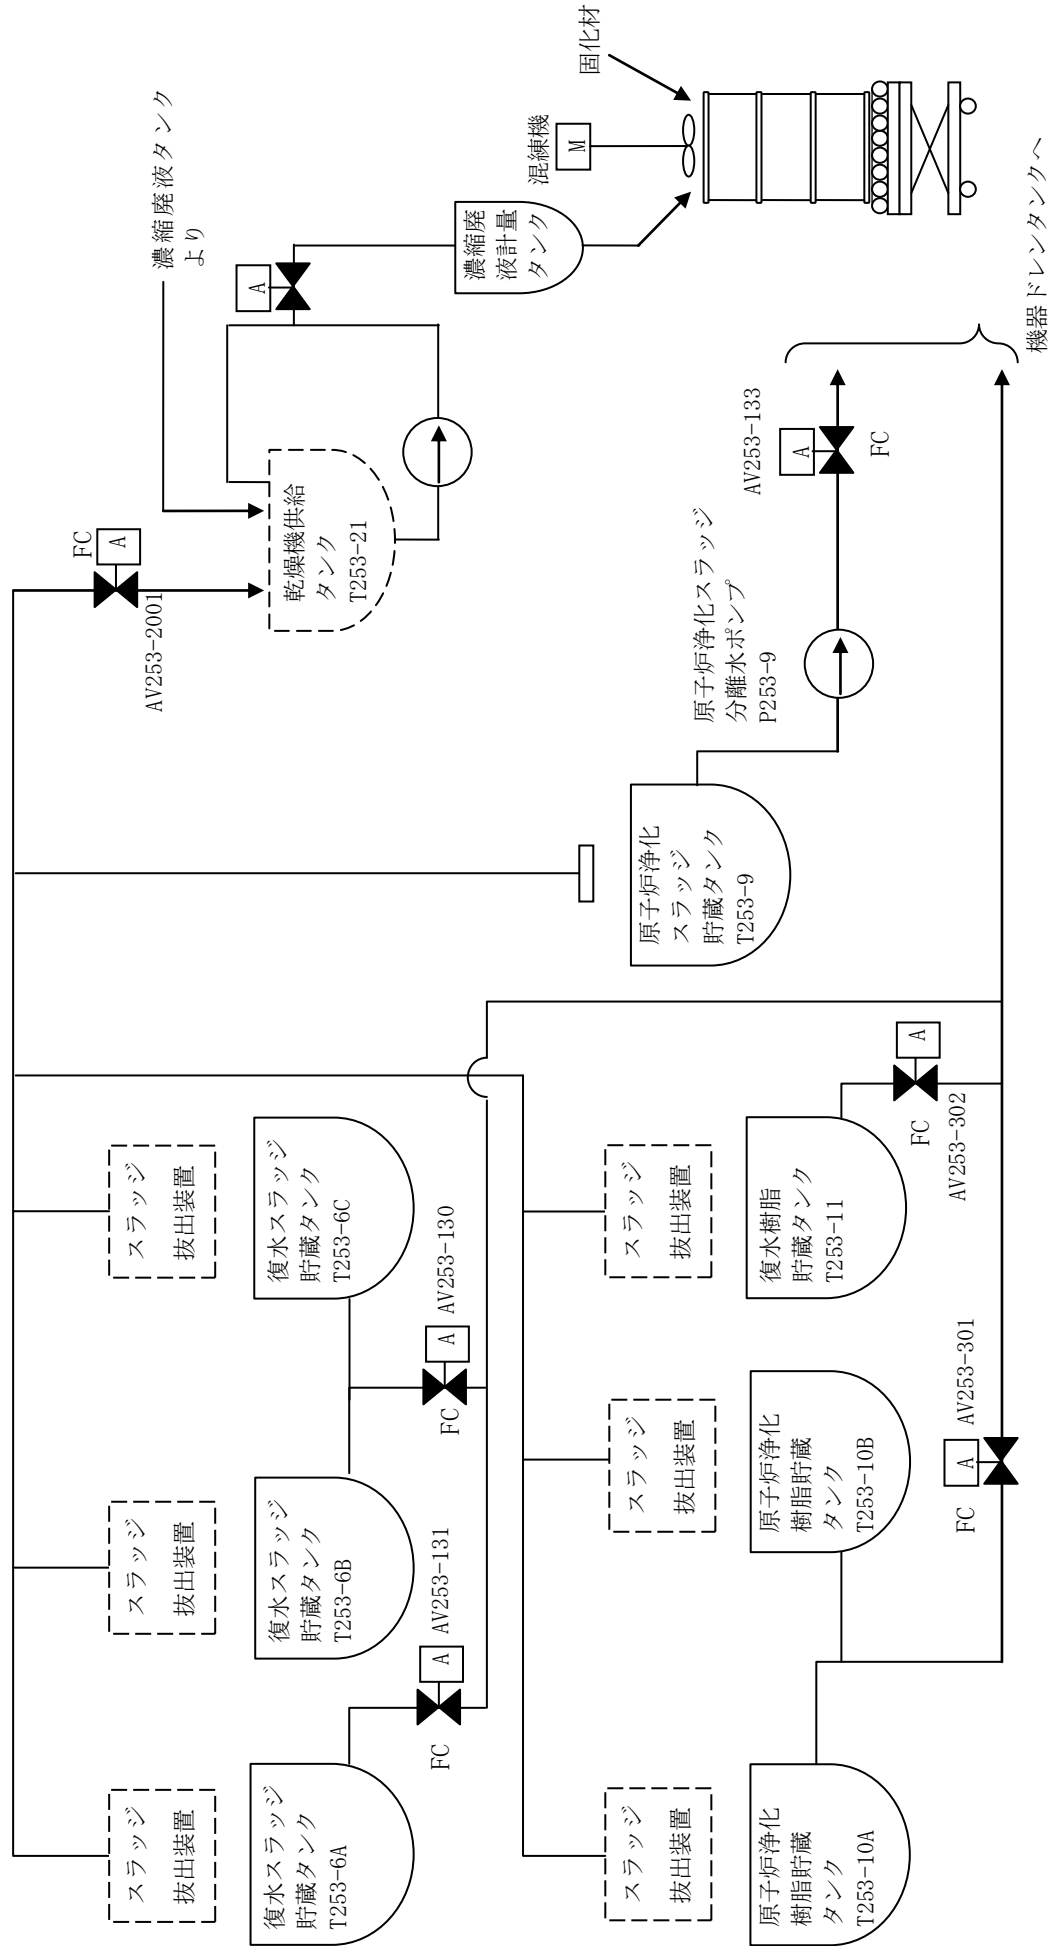 スラッジ
抜出装置
復水スラッジ
貯蔵タンク
T253-6A
FC
A
AV253-131
スラッジ
抜出装置
復水スラッジ
貯蔵タンク
T253-6B
FC
A
AV253-130
スラッジ
抜出装置
復水スラッジ
貯蔵タンク
T253-6C
スラッジ
抜出装置
原子炉浄化
樹脂貯蔵
タンク
T253-10A
スラッジ
抜出装置
原子炉浄化
樹脂貯蔵
タンク
T253-10B
FC
A
AV253-301
スラッジ
抜出装置
復水樹脂
貯蔵タンク
T253-11
FC
A
AV253-302
原子炉浄化
スラッジ
貯蔵タンク
T253-9
原子炉浄化スラッジ
分離水ポンプ
P253-9
AV253-133
A
FC
機器ドレンタンクへ
FC
A
AV253-2001
乾燥機供給
タンク
T253-21
濃縮廃液タンク
より
A
濃縮廃
液計量
タンク
混練機
M
固化材